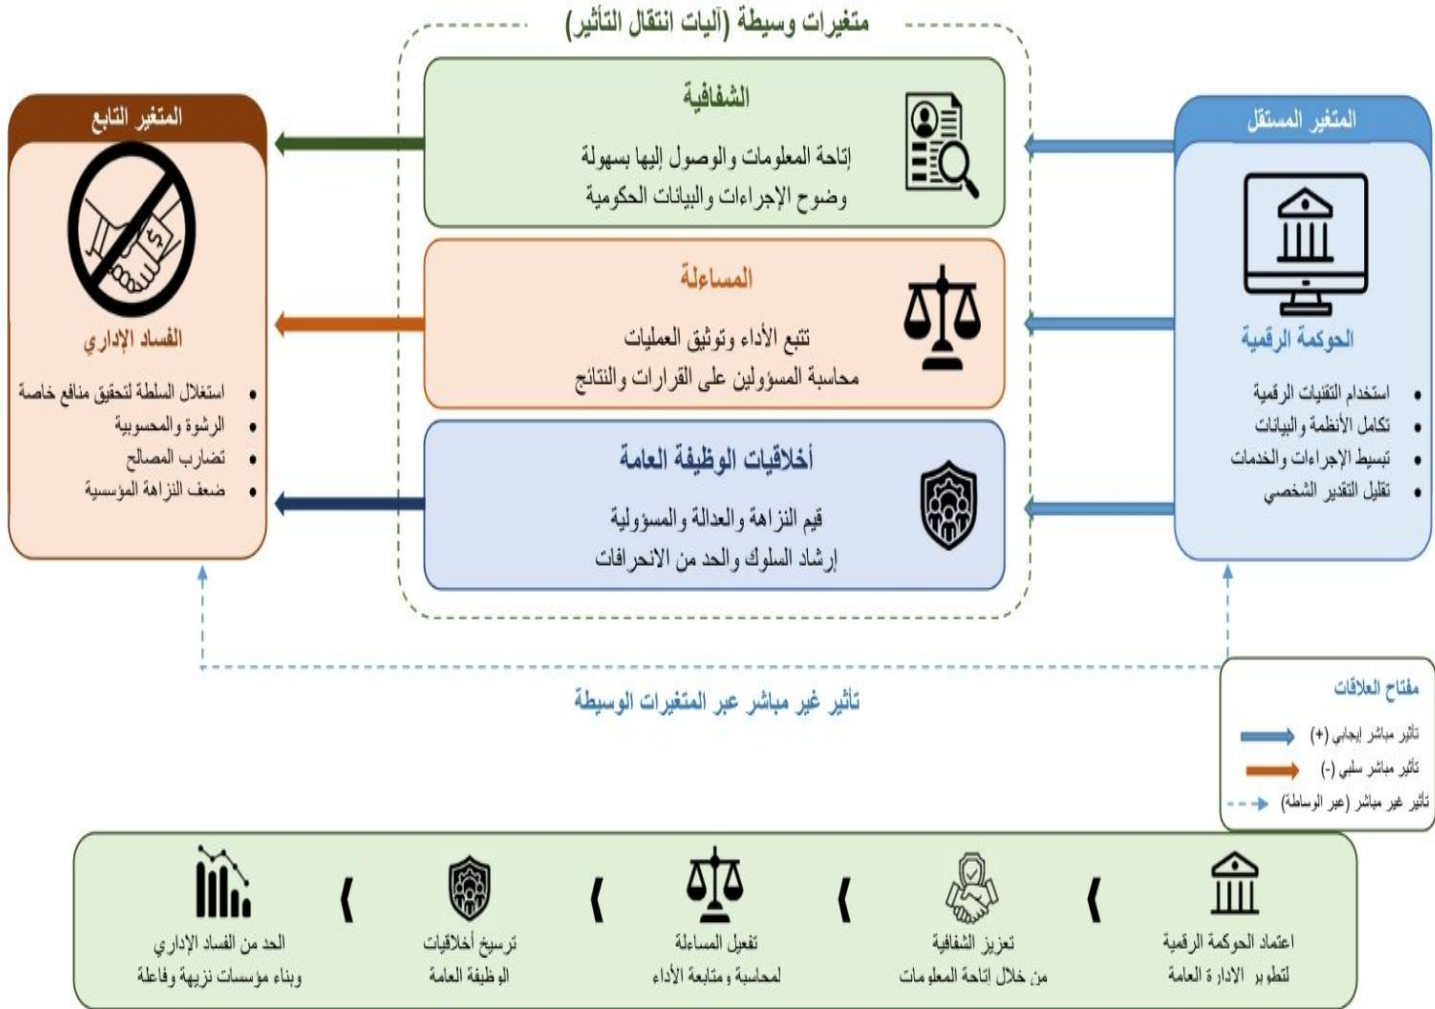 متغيرات وسيطة (آليات انتقال التأثير)
المتغير المستقل
الحوكمة الرقمية
• استخدام التقنيات الرقمية
• تكامل الأنظمة والبيانات
• تبسيط الإجراءات والخدمات
• تقليل التقدير الشخصي
الشفافية
إتاحة المعلومات والوصول إليها بسهولة
وضوح الإجراءات والبيانات الحكومية
المساءلة
تتبع الأداء وتوثيق العمليات
محاسبة المسؤولين على القرارات والنتائج
أخلاقيات الوظيفة العامة
قيم النزاهة والعدالة والمسؤولية
إرشاد السلوك والحد من الانحرافات
المتغير التابع
$
الفساد الإداري
• استغلال السلطة لتحقيق منافع خاصة
• الرشوة والمحسوبية
• تضارب المصالح
• ضعف النزاهة المؤسسية
تأثير غير مباشر عبر المتغيرات الوسيطة
مفتاح العلاقات
تأثير مباشر إيجابي (+)
تأثير مباشر سلبي (-)
تأثير غير مباشر (عبر الوساطة)
اعتماد الحوكمة الرقمية
لتطوير الإدارة العامة
تعزيز الشفافية
من خلال إتاحة المعلومات
تفعيل المساءلة
لمحاسبة ومتابعة الأداء
ترسيخ أخلاقيات
الوظيفة العامة
الحد من الفساد الإداري
وبناء مؤسسات نزيهة وفاعلة